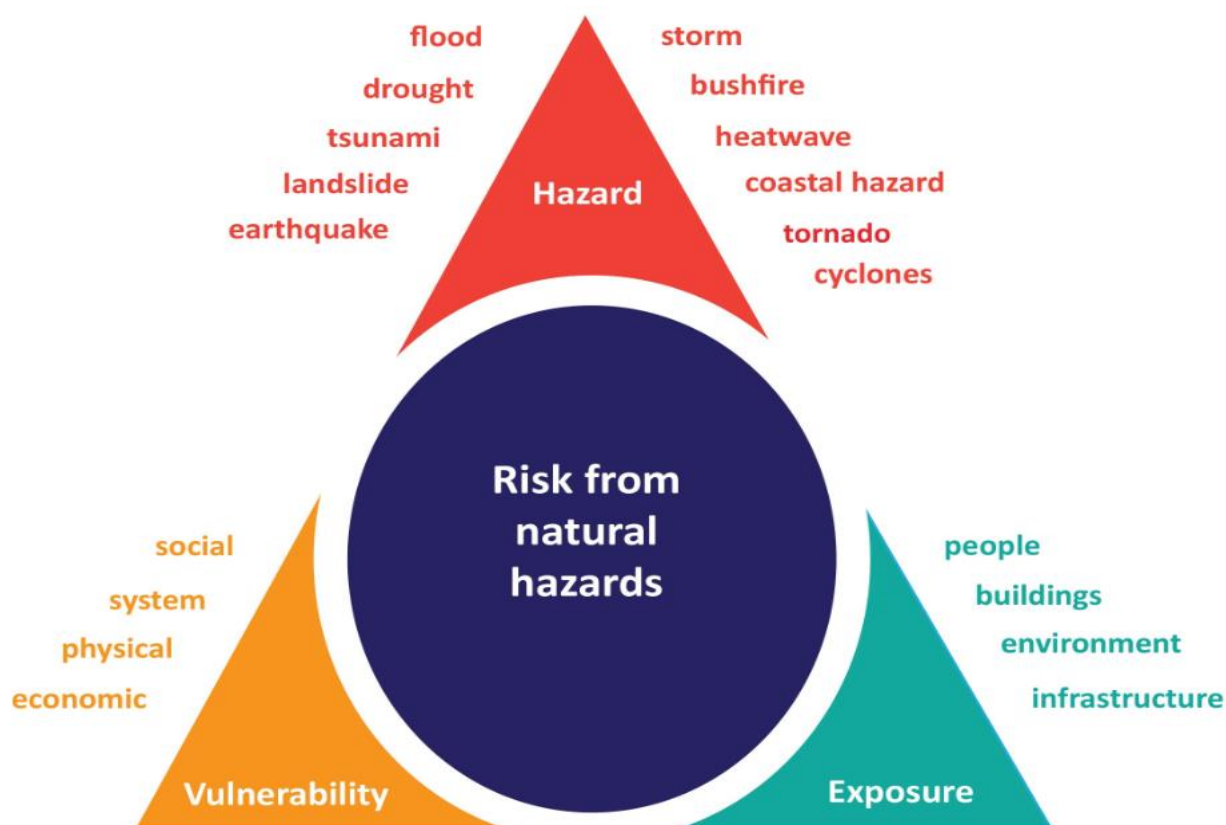 flood
drought
tsunami
landslide
earthquake
storm
bushfire
heatwave
coastal hazard
tornado
cyclones
Hazard
Risk from
natural
hazards
social
system
physical
economic
Vulnerability
people
buildings
environment
infrastructure
Exposure